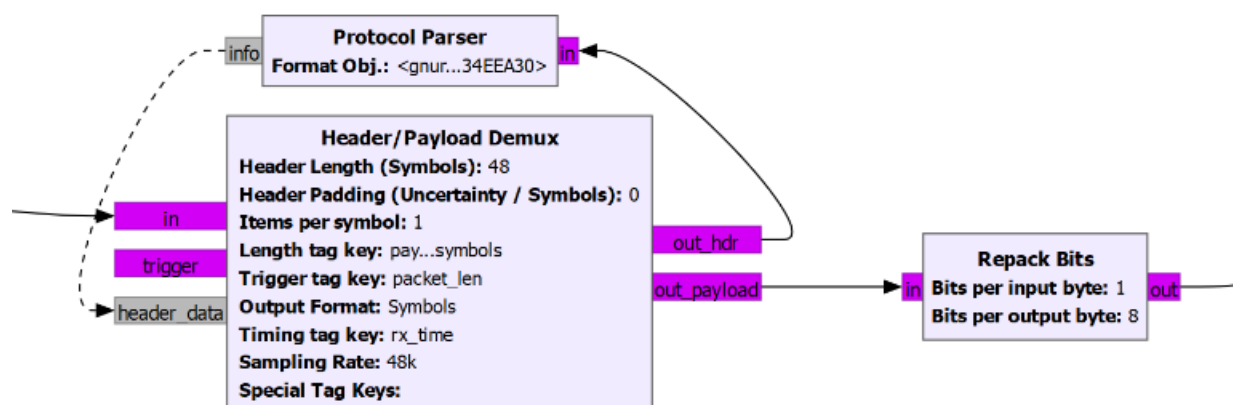 Protocol Parser
info
in
Format Obj.: <gnur...34EEA30>
Header/Payload Demux
Header Length (Symbols): 48
Header Padding (Uncertainty / Symbols): 0
in
Items per symbol: 1
out_hdr
Length tag key: pay...symbols
trigger
Trigger tag key: packet_len
out_payload
header_data
Output Format: Symbols
Timing tag key: rx_time
Sampling Rate: 48k
Special Tag Keys:
Repack Bits
in
Bits per input byte: 1
out
Bits per output byte: 8